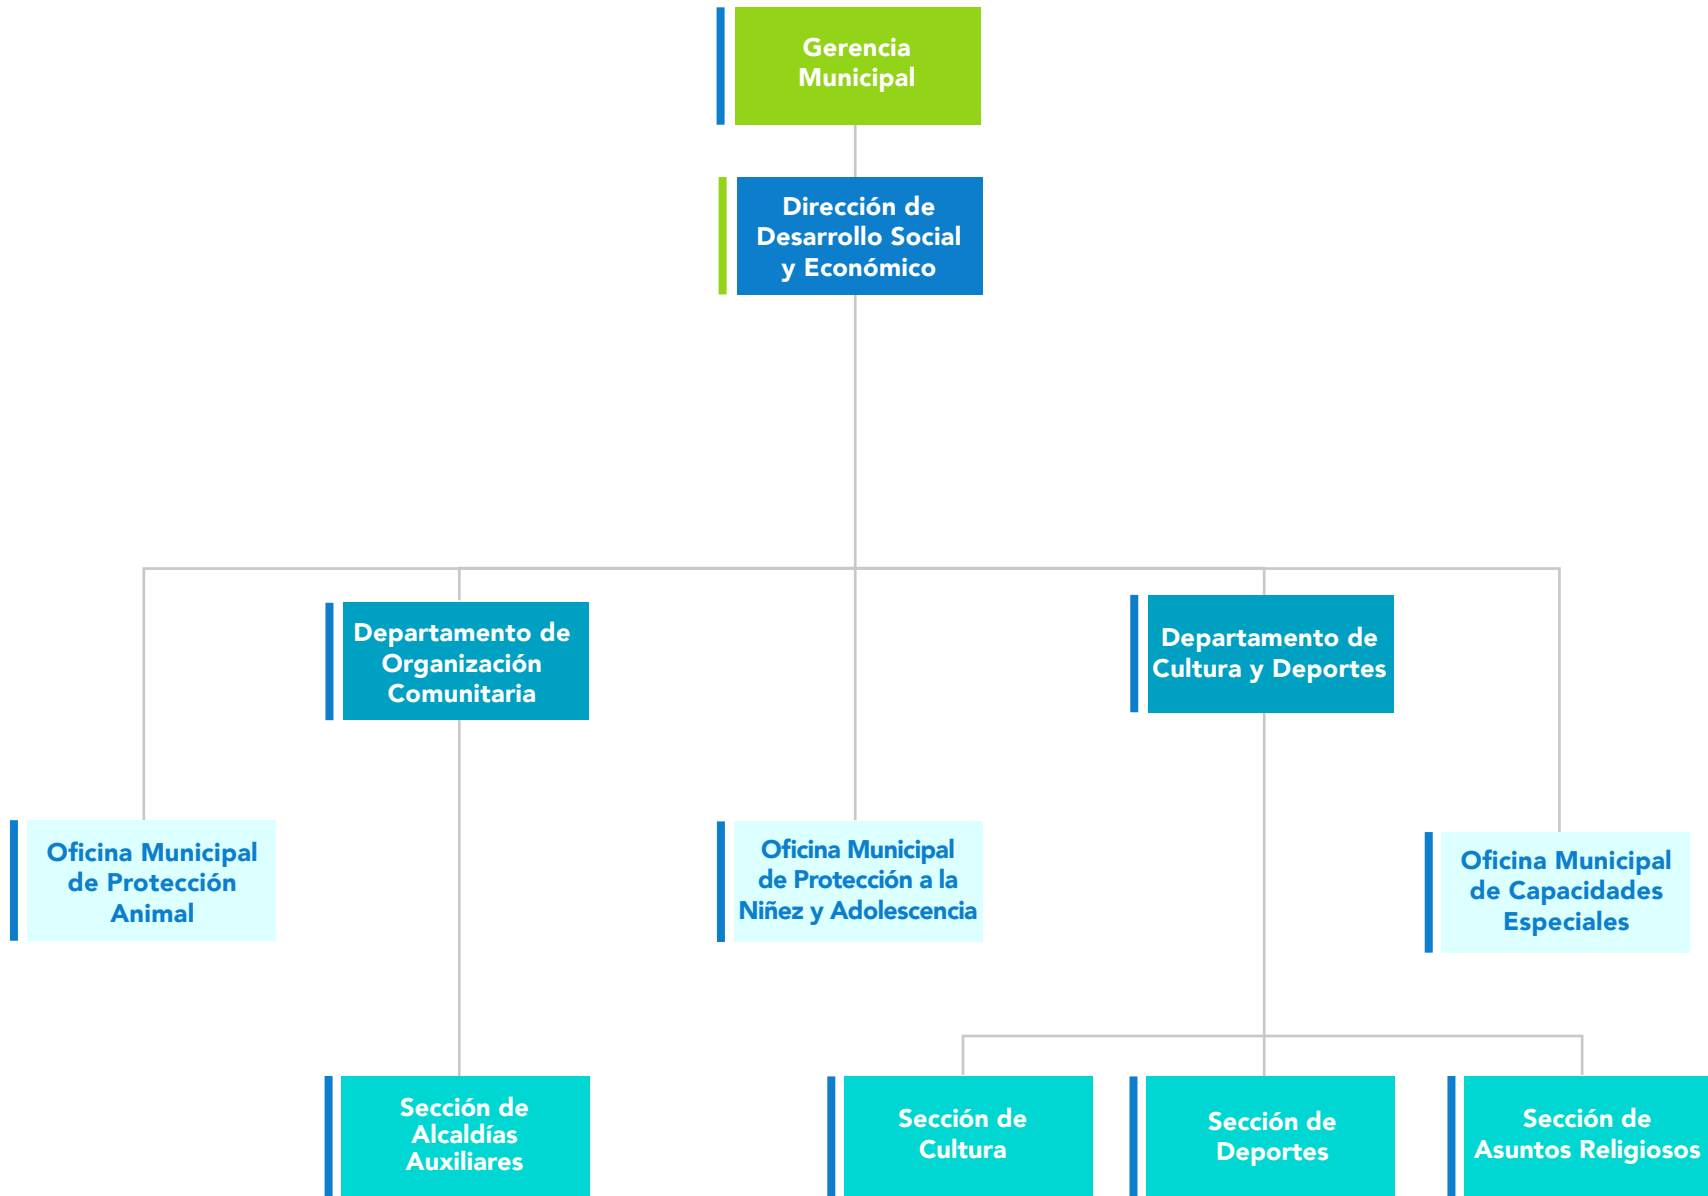 Gerencia
Municipal
Dirección de
Desarrollo Social
y Económico
Departamento de
Organización
Comunitaria
Departamento de
Cultura y Deportes
Oficina Municipal
de Protección
Animal
Oficina Municipal
de Protección a la
Niñez y Adolescencia
Oficina Municipal
de Capacidades
Especiales
Sección de
Alcaldías
Auxiliares
Sección de
Cultura
Sección de
Deportes
Sección de
Asuntos Religiosos